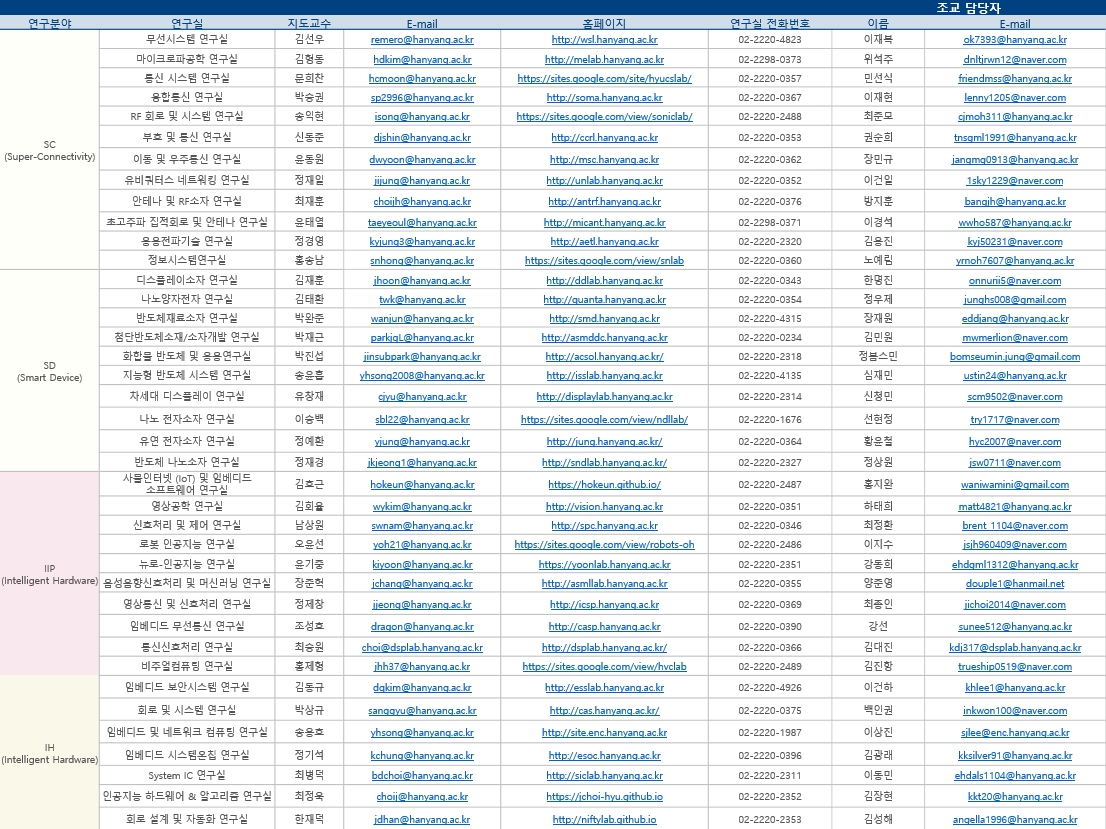 조교 담당자
연구분야 연구실 지도교수 E-mail 홈페이지 연구실 전화번호 이름 E-mail
무선시스템 연구실 김선우 remero@hanyang.ac.kr http://wsl.hanyang.ac.kr 02-2220-4823 이재복 ok7393@hanyang.ac.kr
마이크로파공학 연구실 김형동 hdkim@hanyang.ac.kr http://melab.hanyang.ac.kr 02-2298-0373 위석주 dnltjrwn12@naver.com
통신 시스템 연구실 문희찬 hcmoon@hanyang.ac.kr https://sites.google.com/site/hyucslab/ 02-2220-0357 민선식 friendmss@hanyang.ac.kr
융합통신 연구실 박승권 sp2996@hanyang.ac.kr http://soma.hanyang.ac.kr 02-2220-0367 이재현 lenny1205@naver.com
RF 회로 및 시스템 연구실 송익현 isong@hanyang.ac.kr https://sites.google.com/view/soniclab/ 02-2220-2488 최준모 cjmoh311@hanyang.ac.kr
부호 및 통신 연구실 신동준 djshin@hanyang.ac.kr http://ccrl.hanyang.ac.kr 02-2220-0353 권순희 tnsgml1991@hanyang.ac.kr
SC
(Super-Connectivity)
이동 및 우주통신 연구실 윤동원 dwyoon@hanyang.ac.kr http://msc.hanyang.ac.kr 02-2220-0362 장민규 jangmg0913@hanyang.ac.kr
유비쿼터스 네트워킹 연구실 정재일 jijung@hanyang.ac.kr http://unlab.hanyang.ac.kr 02-2220-0352 이건일 1sky1229@naver.com
안테나 및 RF소자 연구실 최재훈 choijh@hanyang.ac.kr http://antrf.hanyang.ac.kr 02-2220-0376 방지훈 bangjh@hanyang.ac.kr
초고주파 집적회로 및 안테나 연구실 윤태열 taeyeoul@hanyang.ac.kr http://micant.hanyang.ac.kr 02-2298-0371 이경석 wwho587@hanyang.ac.kr
응용전파기술 연구실 정경영 kyjung3@hanyang.ac.kr http://aetl.hanyang.ac.kr 02-2220-2320 김용진 kyj50231@naver.com
정보시스템연구실 홍송남 snhong@hanyang.ac.kr https://sites.google.com/view/snlab 02-2220-0360 노예림 yrnoh7607@hanyang.ac.kr
디스플레이소자 연구실 김재훈 jhoon@hanyang.ac.kr http://ddlab.hanyang.ac.kr 02-2220-0343 한명진 onnurii5@naver.com
나노양자전자 연구실 김태환 twk@hanyang.ac.kr http://quanta.hanyang.ac.kr 02-2220-0354 정우제 junghs008@gmail.com
반도체재료소자 연구실 박완준 wanjun@hanyang.ac.kr http://smd.hanyang.ac.kr 02-2220-4315 장재원 eddjang@hanyang.ac.kr
첨단반도체소재/소자개발 연구실 박재근 parkjgL@hanyang.ac.kr http://asmddc.hanyang.ac.kr 02-2220-0234 김민원 mwmerlion@naver.com
화합물 반도체 및 응용연구실 박진섭 jinsubpark@hanyang.ac.kr http://acsol.hanyang.ac.kr/ 02-2220-2318 정봄스민 bomseumin.jung@gmail.com
SD
(Smart Device)
지능형 반도체 시스템 연구실 송윤흡 yhsong2008@hanyang.ac.kr http://isslab.hanyang.ac.kr 02-2220-4135 심재민 ustin24@hanyang.ac.kr
차세대 디스플레이 연구실 유창재 cjyu@hanyang.ac.kr http://displaylab.hanyang.ac.kr 02-2220-2314 신청민 scm9502@naver.com
나노 전자소자 연구실 이승백 sbl22@hanyang.ac.kr https://sites.google.com/view/ndllab/ 02-2220-1676 선현정 try1717@naver.com
유연 전자소자 연구실 정예환 yjung@hanyang.ac.kr http://jung.hanyang.ac.kr/ 02-2220-0364 황윤철 hyc2007@naver.com
반도체 나노소자 연구실 정재경 jkjeong1@hanyang.ac.kr http://sndlab.hanyang.ac.kr/ 02-2220-2327 정상원 jsw0711@naver.com
사물인터넷 (IoT) 및 임베디드
소프트웨어 연구실 김호근 hokeun@hanyang.ac.kr https://hokeun.github.io/ 02-2220-2487 홍지완 waniwamini@gmail.com
영상공학 연구실 김회율 wykim@hanyang.ac.kr http://vision.hanyang.ac.kr 02-2220-0351 하태희 matt4821@hanyang.ac.kr
신호처리 및 제어 연구실 남상원 swnam@hanyang.ac.kr http://spc.hanyang.ac.kr 02-2220-0346 최정환 brent_1104@naver.com
로봇 인공지능 연구실 오윤선 yoh21@hanyang.ac.kr https://sites.google.com/view/robots-oh 02-2220-2486 이지수 jsjh960409@naver.com
뉴로-인공지능 연구실 윤기중 kiyoon@hanyang.ac.kr https://yoonlab.hanyang.ac.kr 02-2220-2351 강동희 ehdgml1312@hanyang.ac.kr
IIP
(Intelligent Hardware)
음성음향신호처리 및 머신러닝 연구실 장준혁 jchang@hanyang.ac.kr http://asmllab.hanyang.ac.kr 02-2220-0355 양준영 douple1@hanmail.net
영상통신 및 신호처리 연구실 정제창 jjeong@hanyang.ac.kr http://icsp.hanyang.ac.kr 02-2220-0369 최종인 jichoi2014@naver.com
임베디드 무선통신 연구실 조성호 dragon@hanyang.ac.kr http://casp.hanyang.ac.kr 02-2220-0390 강선 sunee512@hanyang.ac.kr
통신신호처리 연구실 최승원 choi@dsplab.hanyang.ac.kr http://dsplab.hanyang.ac.kr/ 02-2220-0366 김대진 kdj317@dsplab.hanyang.ac.kr
비주얼컴퓨팅 연구실 홍제형 jhh37@hanyang.ac.kr https://sites.google.com/view/hvclab 02-2220-2489 김진항 trueship0519@naver.com
임베디드 보안시스템 연구실 김동규 dqkim@hanyang.ac.kr http://esslab.hanyang.ac.kr 02-2220-4926 이건하 khlee1@hanyang.ac.kr
회로 및 시스템 연구실 박상규 sanggyu@hanyang.ac.kr http://cas.hanyang.ac.kr/ 02-2220-0375 백인권 inkwon100@naver.com
임베디드 및 네트워크 컴퓨팅 연구실 송용호 yhsong@hanyang.ac.kr http://site.enc.hanyang.ac.kr 02-2220-1987 이상진 sjlee@enc.hanyang.ac.kr
IH
(Intelligent Hardware)
임베디드 시스템온칩 연구실 정기석 kchung@hanyang.ac.kr http://esoc.hanyang.ac.kr 02-2220-0396 김광래 kksilver91@hanyang.ac.kr
System IC 연구실 최병덕 bdchoi@hanyang.ac.kr http://siclab.hanyang.ac.kr 02-2220-2311 이동민 ehdals1104@hanyang.ac.kr
인공지능 하드웨어 & 알고리즘 연구실 최정욱 choij@hanyang.ac.kr https://jchoi-hyu.github.io 02-2220-2352 김장현 kkt20@hanyang.ac.kr
회로 설계 및 자동화 연구실 한재덕 jdhan@hanyang.ac.kr http://niftylab.github.io 02-2220-2353 김성해 angella1996@hanyang.ac.kr